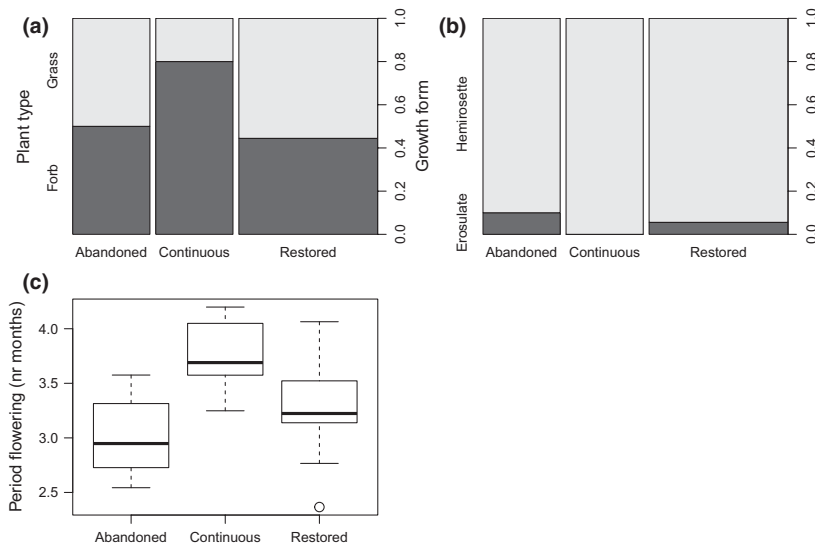 (a)
Plant type
Forb
Grass
Abandoned
Continuous
Restored
0.0
0.2
0.4
0.6
0.8
1.0
(b)
Growth form
Erosulate
Hemirosette
Abandoned
Continuous
Restored
0.0
0.2
0.4
0.6
0.8
1.0
(c)
Period flowering (nr months)
4.0
3.5
3.0
2.5
Abandoned
Continuous
Restored